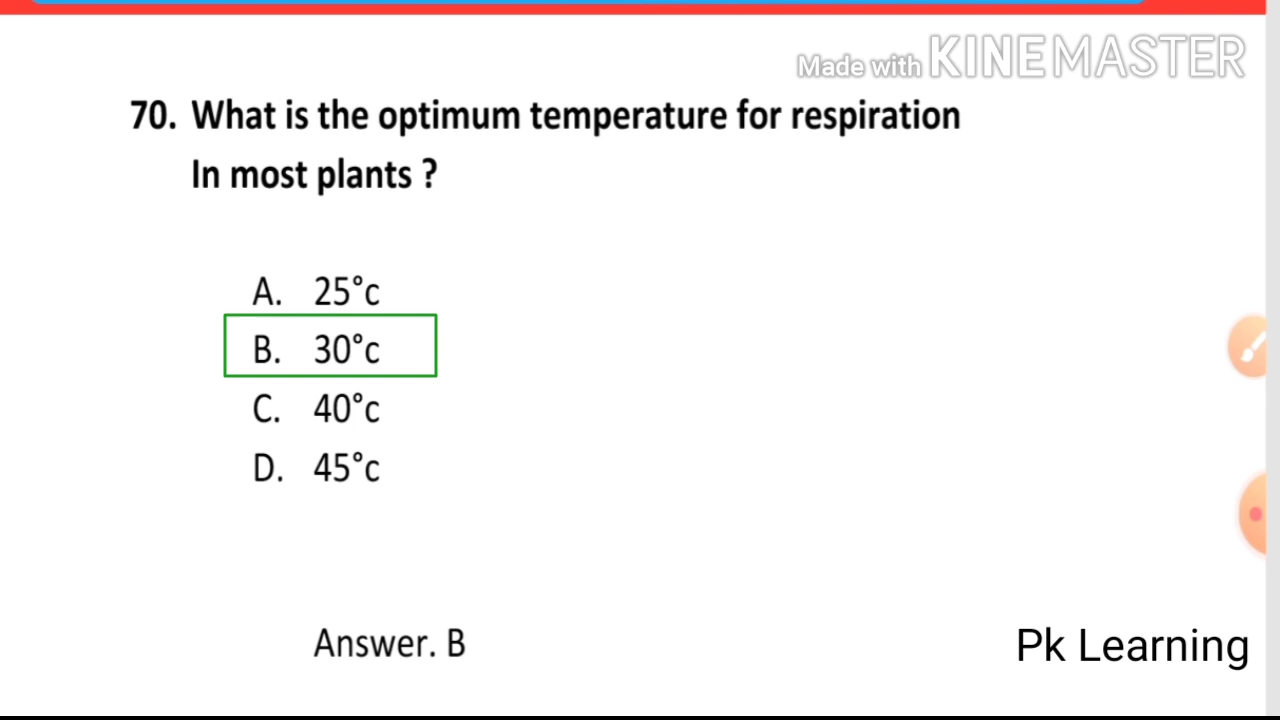 Made with KINEMASTER
70. What is the optimum temperature for respiration
In most plants ?
A. 25°c
B. 30°c
C. 40°c
D. 45°c
Answer. B
Pk Learning